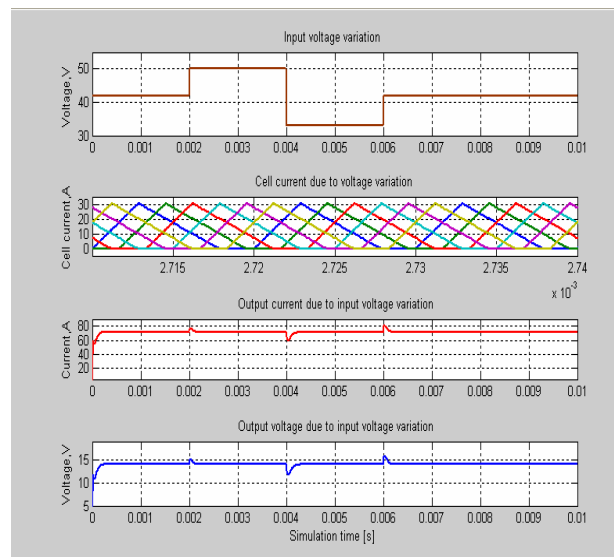 Input voltage variation
Voltage,V
50
40
30
0 0.001 0.002 0.003 0.004 0.005 0.006 0.007 0.008 0.009 0.01
Cell current due to voltage variation
Cell current,A
30
20
10
0
2.715 2.72 2.725 2.73 2.735 2.74
x 10⁻³
Output current due to input voltage variation
Current,A
80
60
40
20
0 0.001 0.002 0.003 0.004 0.005 0.006 0.007 0.008 0.009 0.01
Output voltage due to input voltage variation
Voltage,V
15
10
5
0 0.001 0.002 0.003 0.004 0.005 0.006 0.007 0.008 0.009 0.01
Simulation time [s]